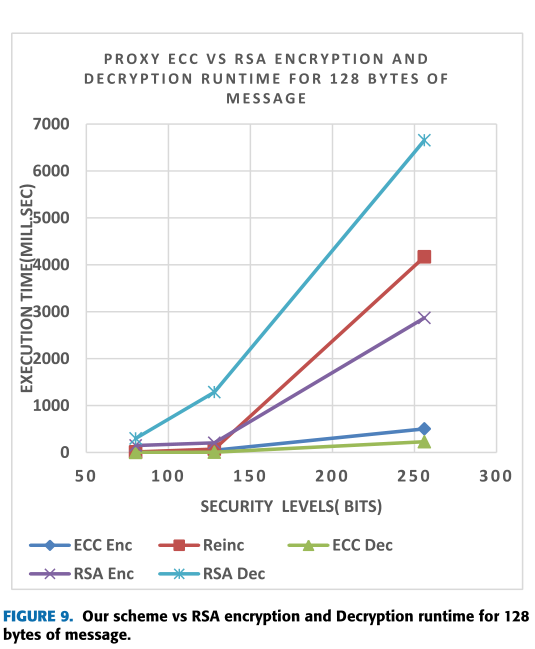 PROXY ECC VS RSA ENCRYPTION AND
DECRYPTION RUNTIME FOR 128 BYTES OF
MESSAGE
EXECUTION TIME(MILL.SEC)
7000
6000
5000
4000
3000
2000
1000
0
50 100 150 200 250 300
SECURITY LEVELS( BITS)
ECC Enc Reinc ECC Dec
RSA Enc RSA Dec
FIGURE 9. Our scheme vs RSA encryption and Decryption runtime for 128
bytes of message.